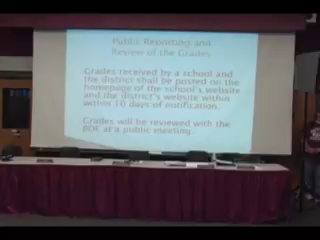 Public Reporting and
Review of the Grades
Grades received by a school and
the district shall be posted on the
homepage of the school's website
and the district's website within
within 10 days of notification.
Grades will be reviewed with the
BOE at a public meeting.